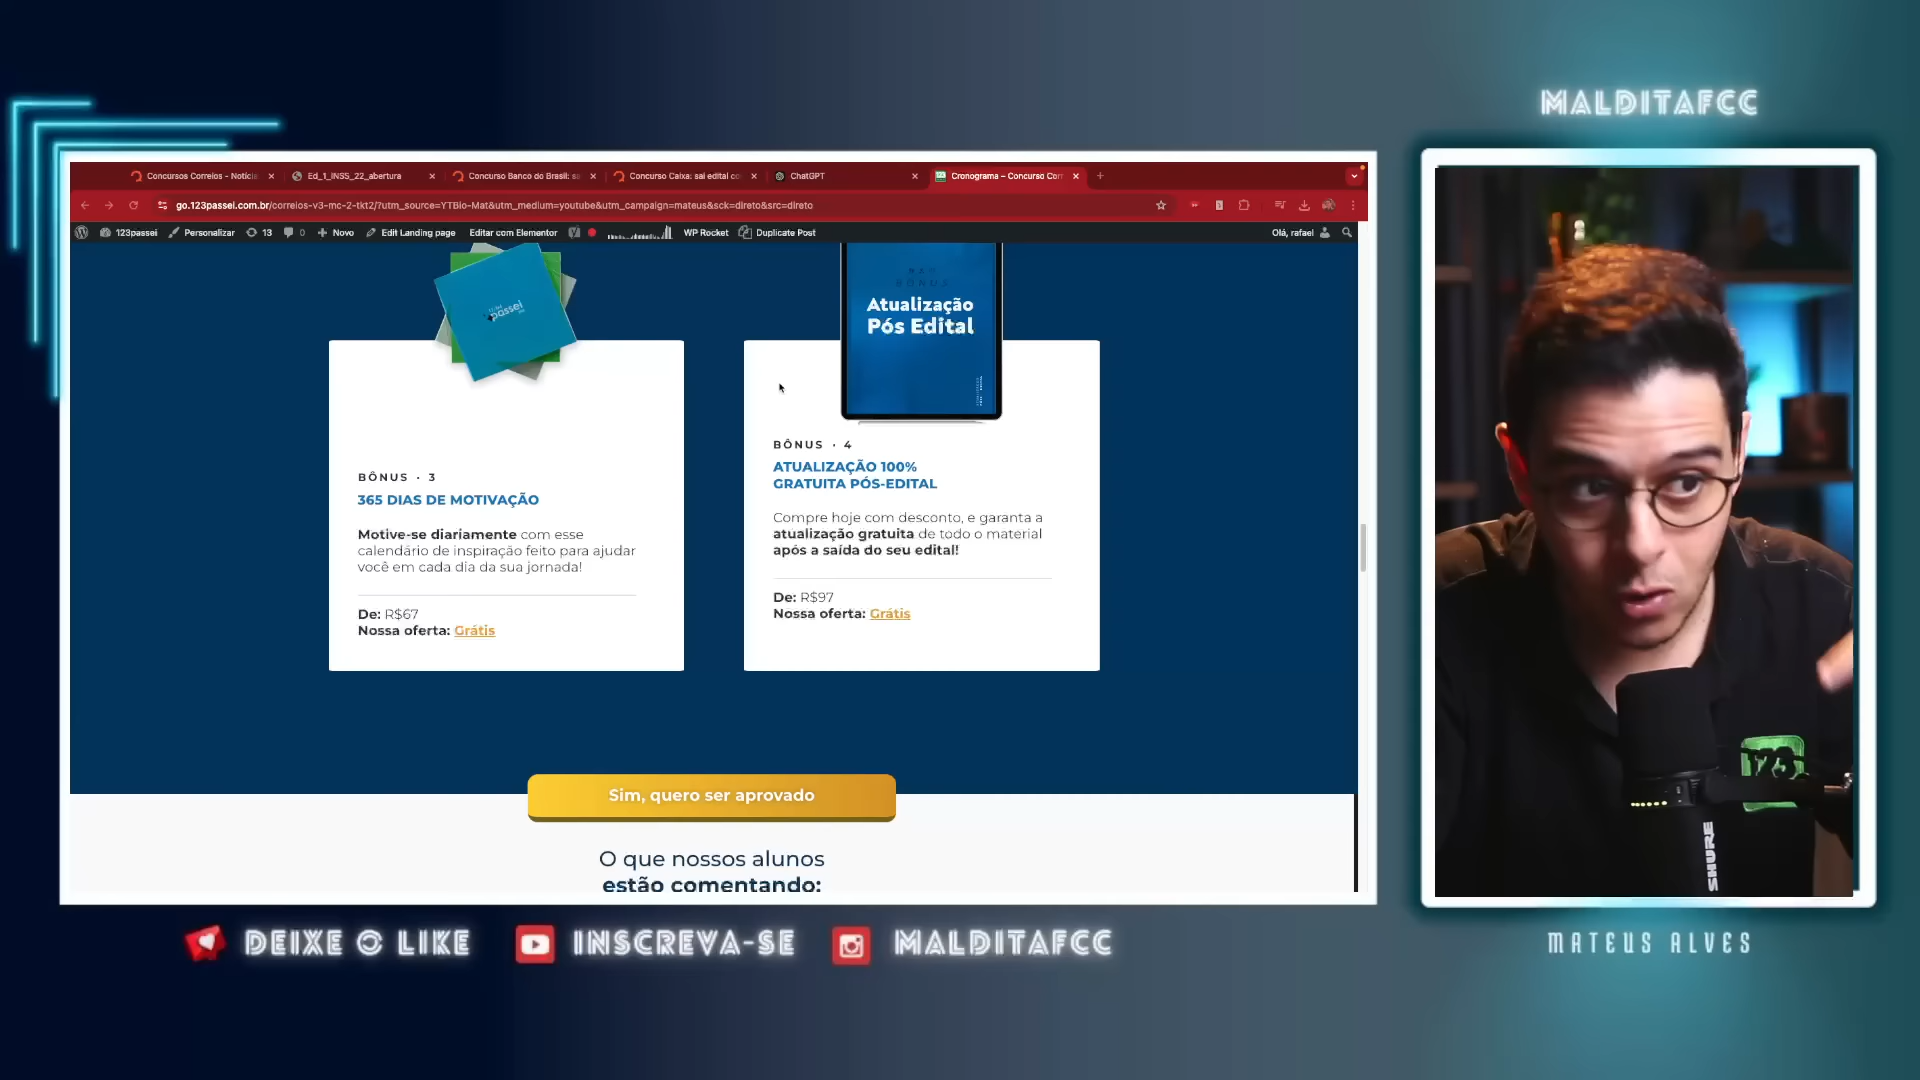 MALDITAFCC
Concursos Correios - Notícia
Ed_1_INSS_22_abertura
Concurso Banco do Brasil: sa
Concurso Caixa: sai edital co
ChatGPT
Cronograma – Concurso Corr
go.123passei.com.br/correios-v3-mc-2-tkt2/?utm_source=YTBio-Mat&utm_medium=youtube&utm_campaign=mateus&sck=direto&src=direto
123passei
Personalizar
13
0
Novo
Edit Landing page
Editar com Elementor
WP Rocket
Duplicate Post
Olá, rafael
passei
BÔNUS
Atualização
Pós Edital
BÔNUS · 3
365 DIAS DE MOTIVAÇÃO
Motive-se diariamente com esse
calendário de inspiração feito para ajudar
você em cada dia da sua jornada!
De: R$67
Nossa oferta: Grátis
BÔNUS · 4
ATUALIZAÇÃO 100%
GRATUITA PÓS-EDITAL
Compre hoje com desconto, e garanta a
atualização gratuita de todo o material
após a saída do seu edital!
De: R$97
Nossa oferta: Grátis
Sim, quero ser aprovado
O que nossos alunos
estão comentando:
SHURE
DEIXE O LIKE
INSCREVA-SE
MALDITAFCC
MATEUS ALVES